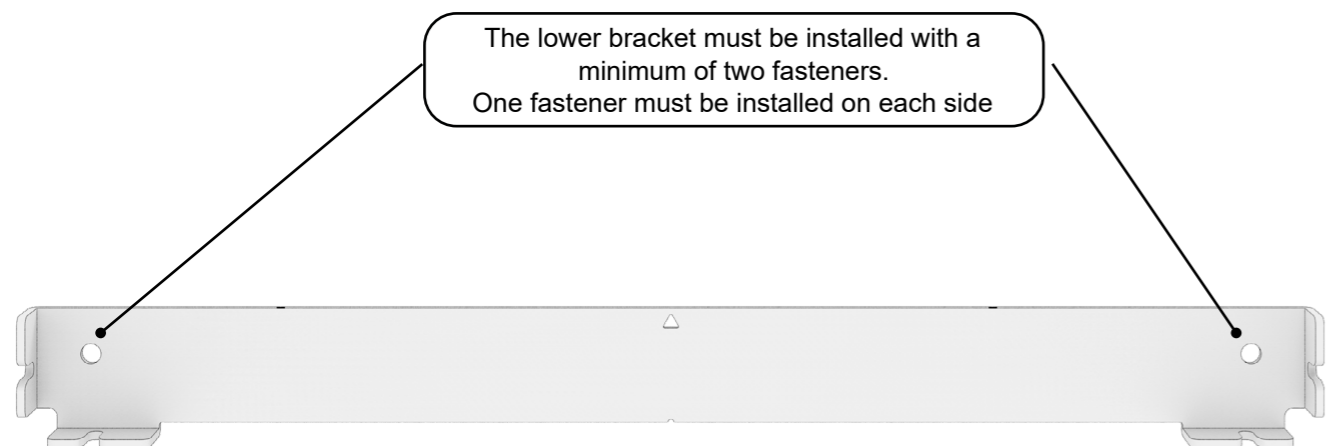 The lower bracket must be installed with a
minimum of two fasteners.
One fastener must be installed on each side